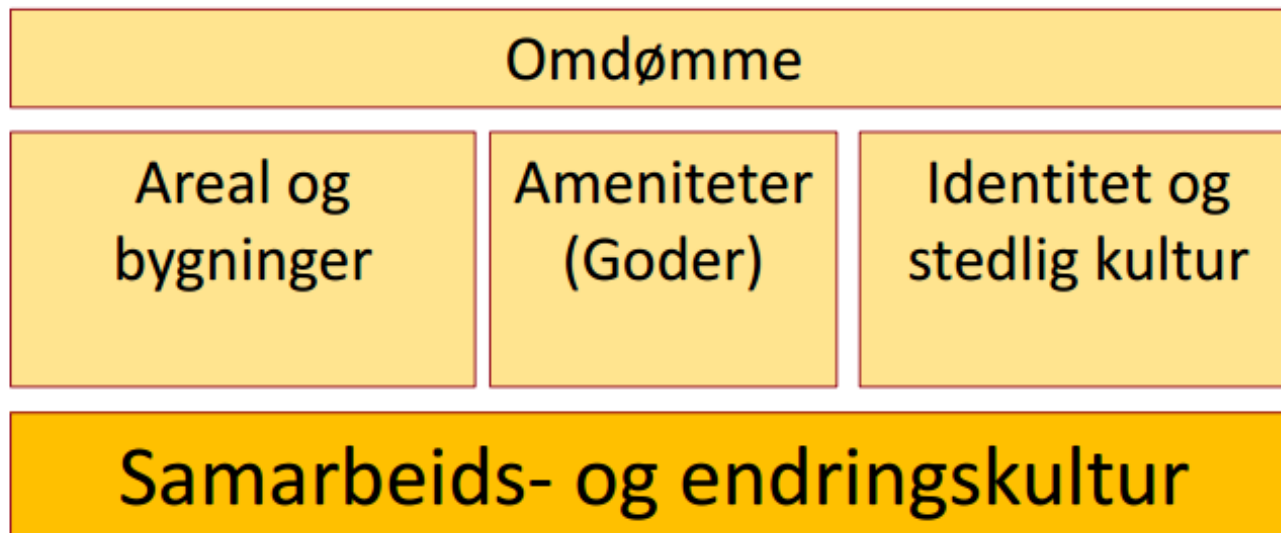 Omdømme
Areal og
bygninger
Ameniteter
(Goder)
Identitet og
stedlig kultur
Samarbeids- og endringskultur